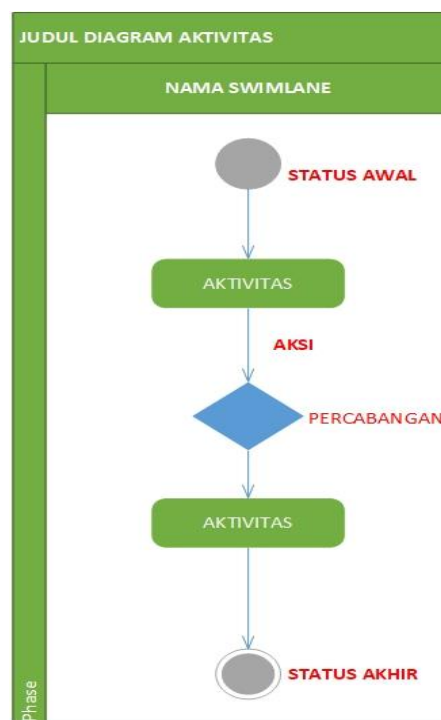 JUDUL DIAGRAM AKTIVITAS
NAMA SWIMLANE
STATUS AWAL
AKTIVITAS
AKSI
PERCABANGAN
AKTIVITAS
STATUS AKHIR
Phase